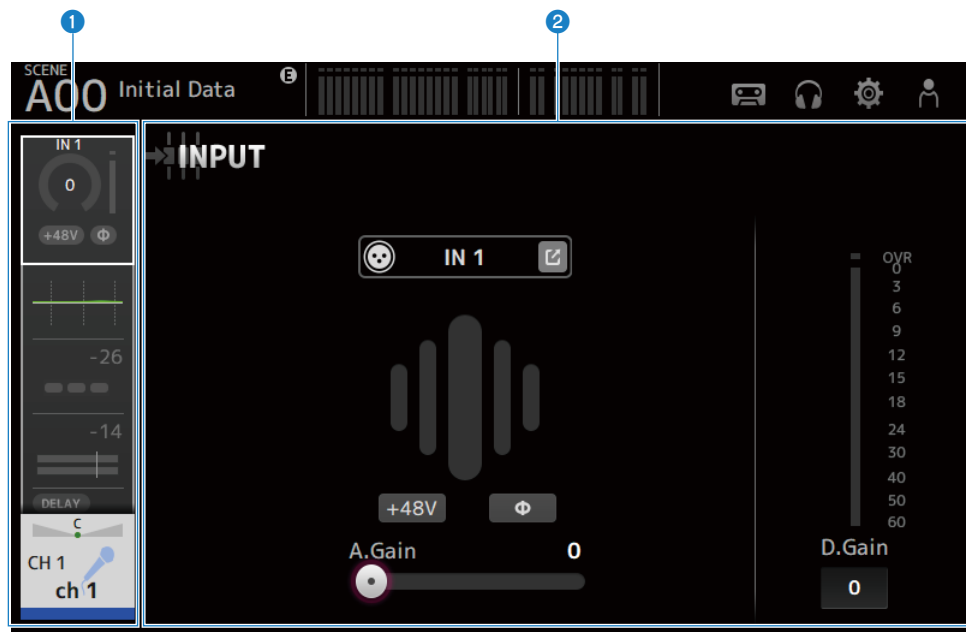 1
2
SCENE
A00 Initial Data E
IN 1
0
+48V Φ
-26
-14
DELAY
C
CH 1
ch 1
INPUT
IN 1
+48V Φ
A.Gain 0
OVR
0
3
6
9
12
15
18
24
30
40
50
60
D.Gain
0